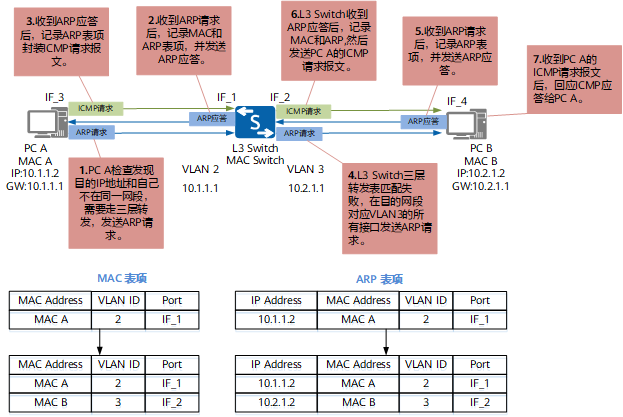 3.收到ARP应答
后，记录ARP表项
封装ICMP请求报
文。
2.收到ARP请求
后，记录MAC和
ARP表项，并发送
ARP应答。
6.L3 Switch收到
ARP应答后，记录
MAC和ARP,然后
发送PC A的ICMP
请求报文。
5.收到ARP请求
后，记录ARP表
项，并发送ARP应
答。
7.收到PC A的
ICMP请求报文
后，回应ICMP应
答给PC A。
IF_3
IF_1
IF_2
IF_4
ICMP请求
ARP应答
ARP请求
ICMP请求
ARP应答
ARP请求
S
PC A
MAC A
IP:10.1.1.2
GW:10.1.1.1
L3 Switch
MAC Switch
PC B
MAC B
IP:10.2.1.2
GW:10.2.1.1
VLAN 2
10.1.1.1
VLAN 3
10.2.1.1
1.PC A检查发现
目的IP地址和自己
不在同一网段，
需要走三层转
发，发送ARP请
求。
4.L3 Switch三层
转发表匹配失
败，在目的网段
对应VLAN3的所
有接口发送ARP请
求。
MAC 表项
MAC Address VLAN ID Port
MAC A 2 IF_1
MAC Address VLAN ID Port
MAC A 2 IF_1
MAC B 3 IF_2
ARP 表项
IP Address MAC Address VLAN ID Port
10.1.1.2 MAC A 2 IF_1
IP Address MAC Address VLAN ID Port
10.1.1.2 MAC A 2 IF_1
10.2.1.2 MAC B 3 IF_2